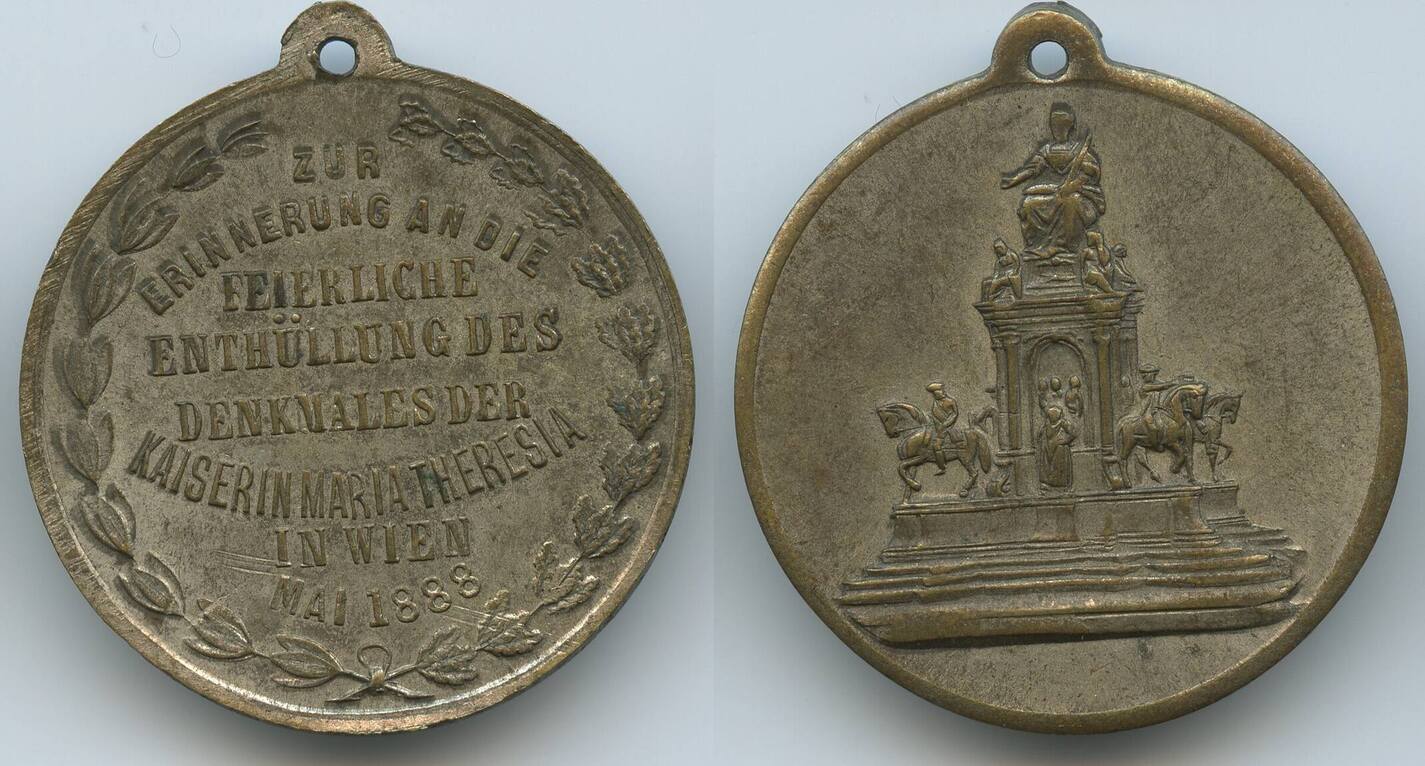 ZUR
ERINNERUNG AN DIE
FEIERLICHE
ENTHÜLLUNG DES
DENKMALES DER
KAISERIN MARIA THERESIA
IN WIEN
MAI 1888